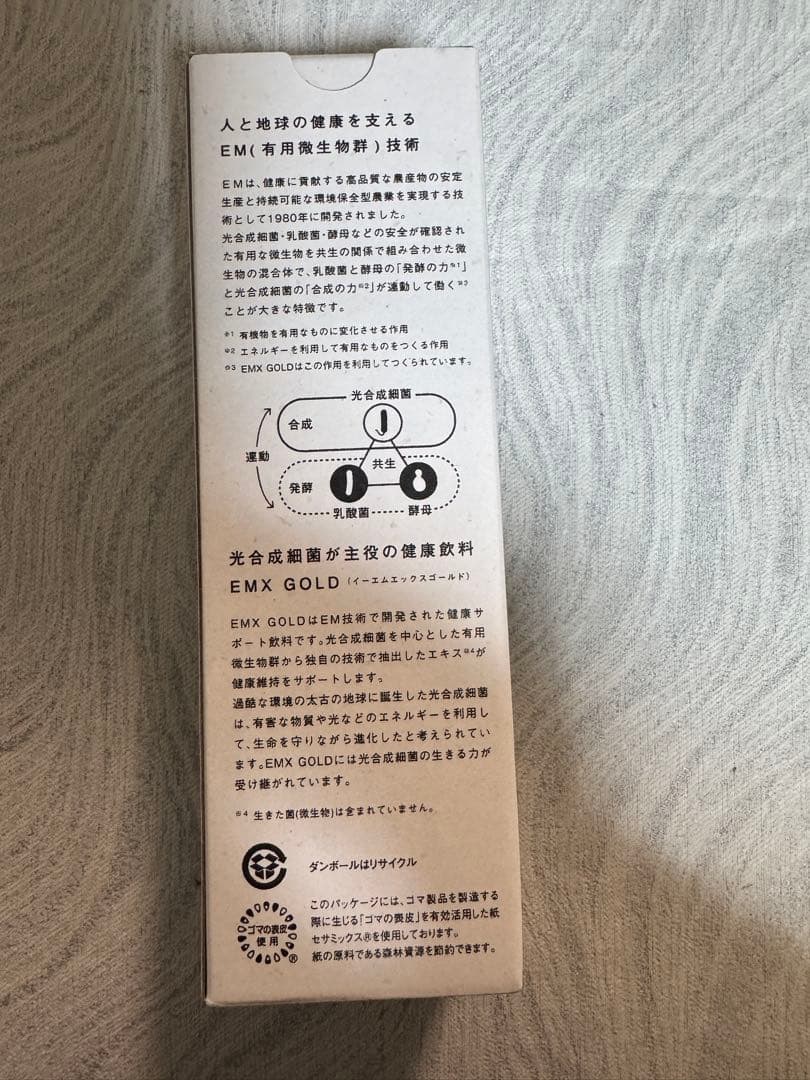 人と地球の健康を支える
EM(有用微生物群)技術
EMは、健康に貢献する高品質な農産物の安定
生産と持続可能な環境保全型農業を実現する技
術として1980年に開発されました。
光合成細菌・乳酸菌・酵母などの安全が確認され
た有用な微生物を共生の関係で組み合わせた微
生物の混合体で、乳酸菌と酵母の「発酵の力※1」
と光合成細菌の「合成の力※2」が連動して働く※3
ことが大きな特徴です。
※1 有機物を有用なものに変化させる作用
※2 エネルギーを利用して有用なものをつくる作用
※3 EMX GOLDはこの作用を利用してつくられています。
光合成細菌
合成
連動
共生
発酵
乳酸菌
酵母
光合成細菌が主役の健康飲料
EMX GOLD (イーエムエックスゴールド)
EMX GOLDはEM技術で開発された健康サ
ポート飲料です。光合成細菌を中心とした有用
微生物群から独自の技術で抽出したエキス※4が
健康維持をサポートします。
過酷な環境の太古の地球に誕生した光合成細菌
は、有害な物質や光などのエネルギーを利用し
て、生命を守りながら進化したと考えられてい
ます。EMX GOLDには光合成細菌の生きる力が
受け継がれています。
※4 生きた菌(微生物)は含まれていません。
ダンボールはリサイクル
ゴマの表皮
使用
®
このパッケージには、ゴマ製品を製造する
際に生じる「ゴマの表皮」を有効活用した紙
セサミックス®を使用しております。
紙の原料である森林資源を節約できます。